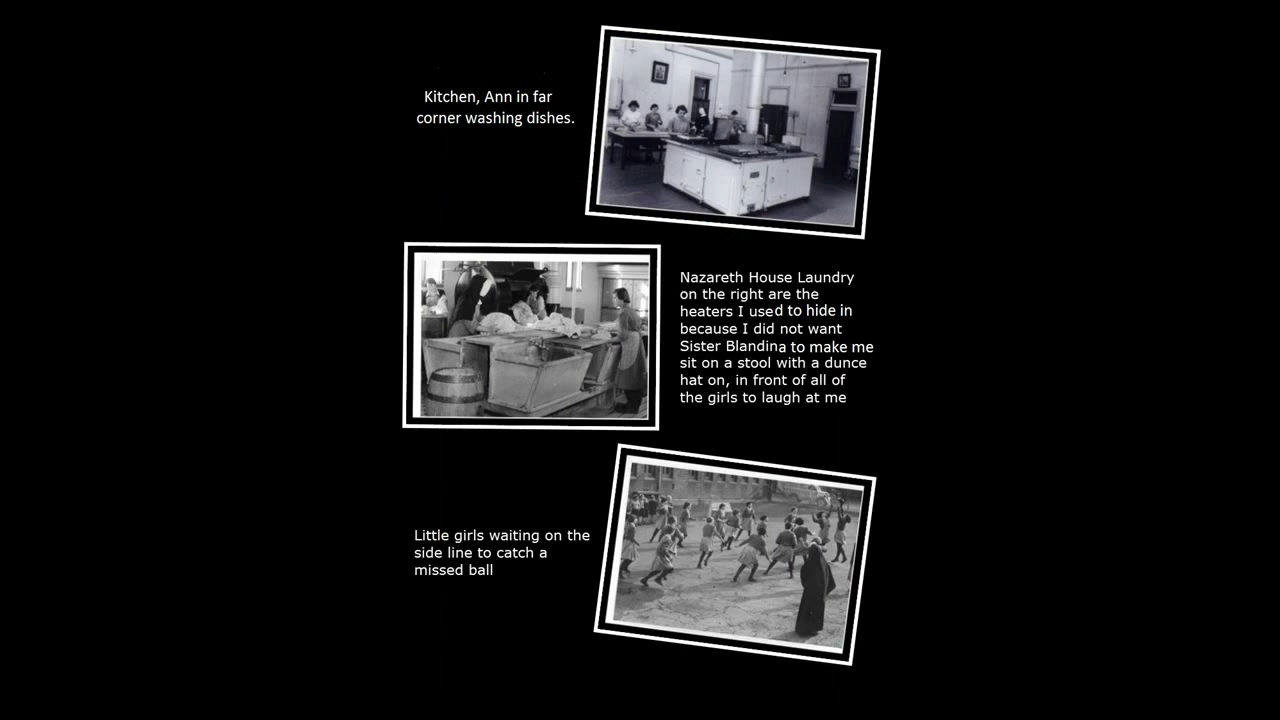 Kitchen, Ann in far
corner washing dishes.
Nazareth House Laundry
on the right are the
heaters I used to hide in
because I did not want
Sister Blandina to make me
sit on a stool with a dunce
hat on, in front of all of
the girls to laugh at me
Little girls waiting on the
side line to catch a
missed ball